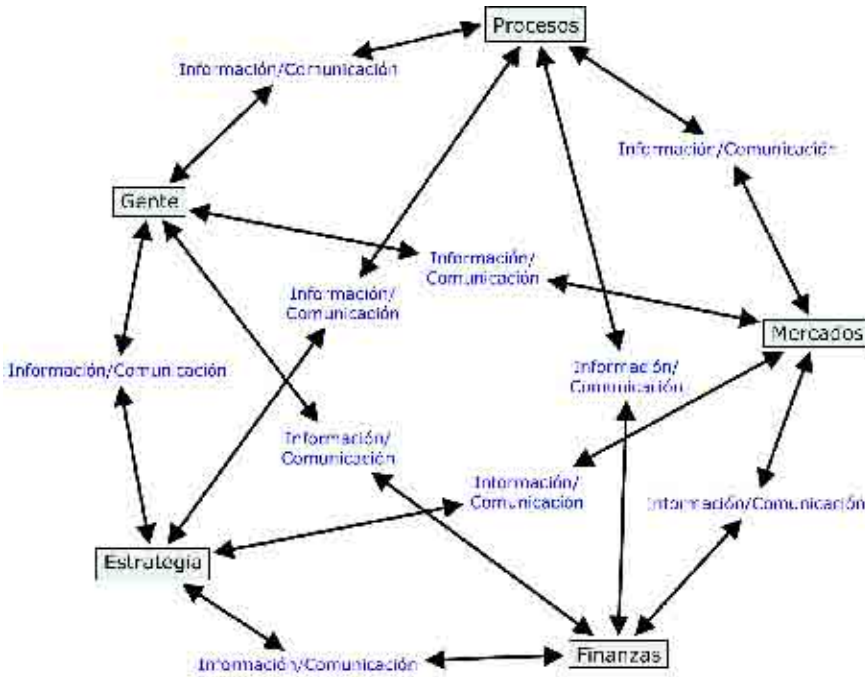 Procesos
Información/Comunicación
Información/Comunicación
Gente
Información/
Comunicación
Información/
Comunicación
Mercados
Información/Comunicación
Información/
Comunicación
Información/
Comunicación
Información/
Comunicación
Información/Comunicación
Estrategia
Finanzas
Información/Comunicación